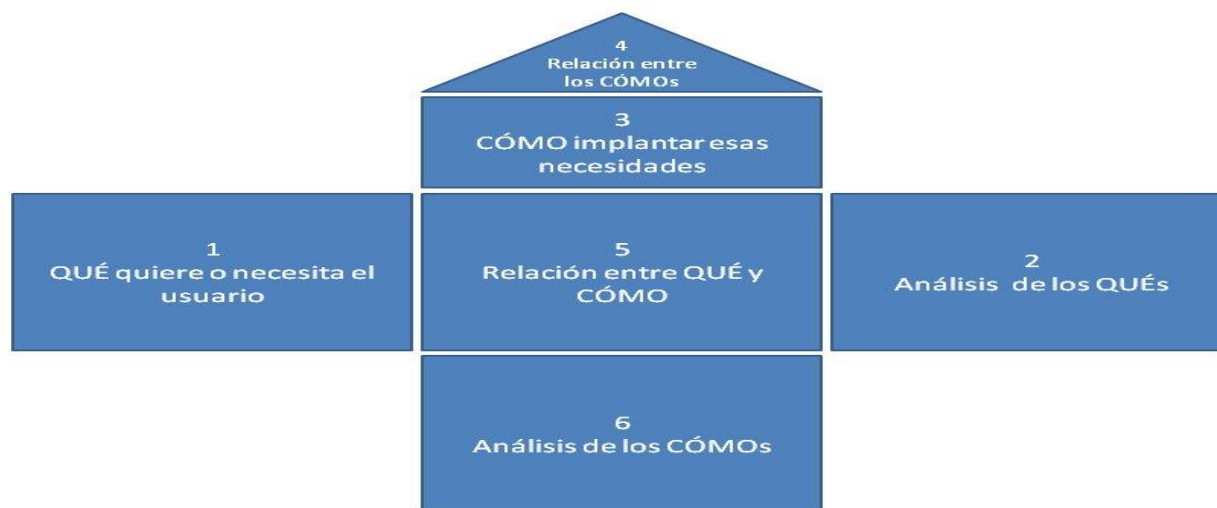 4
Relación entre
los CÓMOs
3
CÓMO implantar esas
necesidades
1
QUÉ quiere o necesita el
usuario
5
Relación entre QUÉ y
CÓMO
2
Análisis de los QUÉs
6
Análisis de los CÓMOs